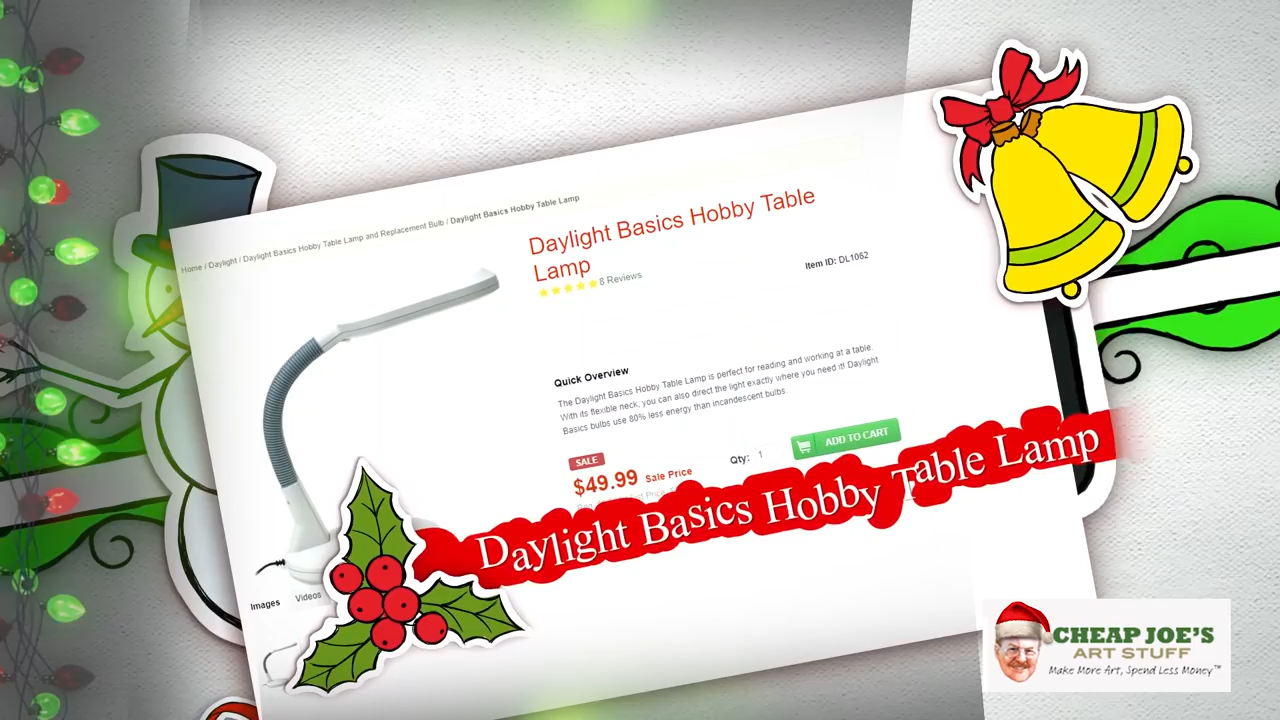 Home / Daylight / Daylight Basics Hobby Table Lamp and Replacement Bulb / Daylight Basics Hobby Table Lamp
Daylight Basics Hobby Table
Lamp
8 Reviews
Item ID: DL1062
Quick Overview
The Daylight Basics Hobby Table Lamp is perfect for reading and working at a table.
With its flexible neck, you can also direct the light exactly where you need it! Daylight
Basics bulbs use 80% less energy than incandescent bulbs.
SALE
$49.99 Sale Price
Qty: 1
ADD TO CART
Daylight Basics Hobby Table Lamp
Images Videos
CHEAP JOE'S
ART STUFF
Make More Art, Spend Less Money™